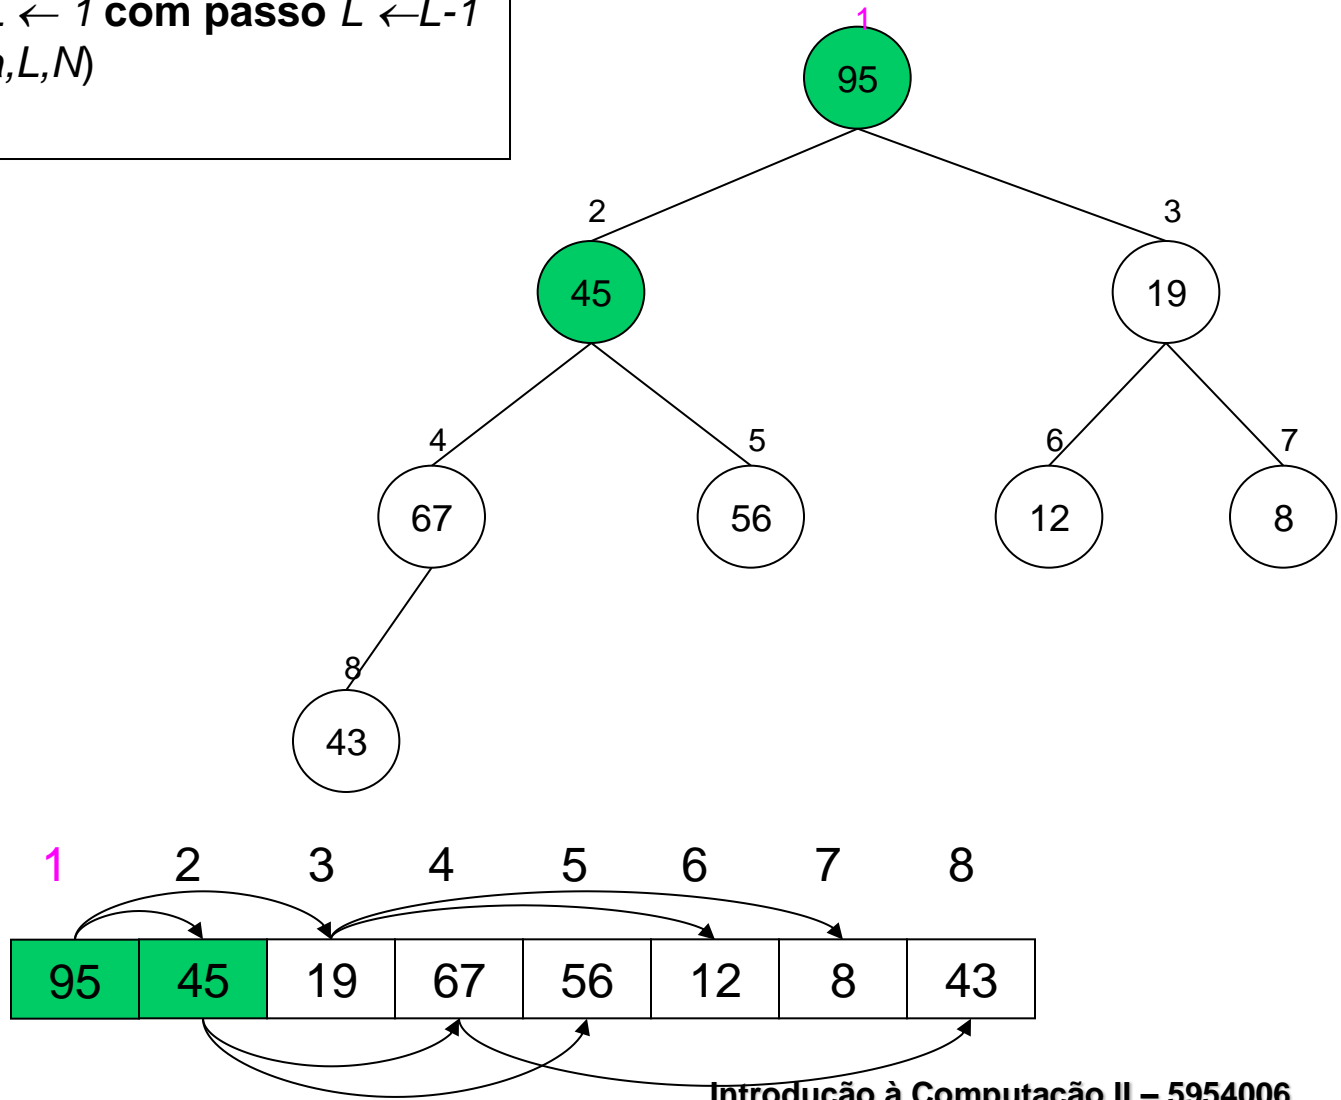 ← 1 com passo L ←L-1
,L,N)
1
95
2 3
45 19
4 5 6 7
67 56 12 8
8
43
1 2 3 4 5 6 7 8
95 45 19 67 56 12 8 43
Introdução à Computação II – 5954006